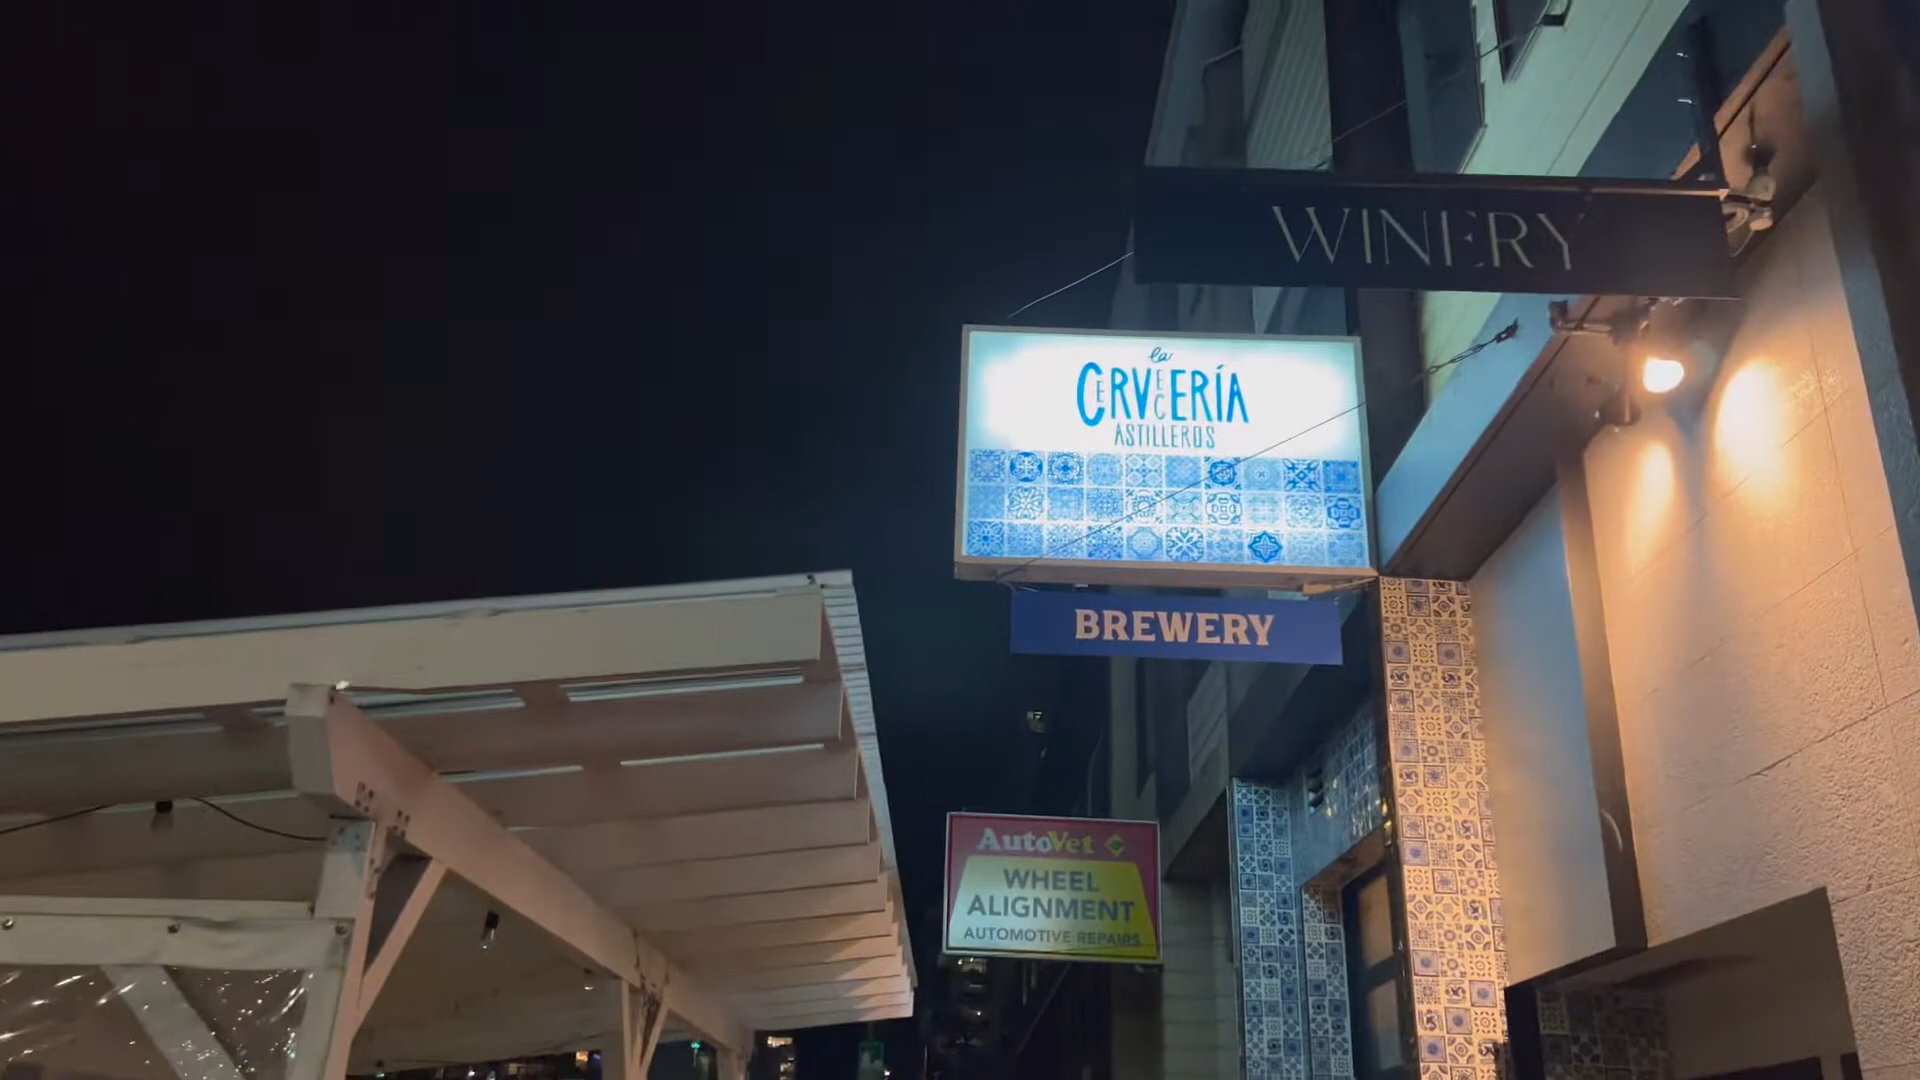 WINERY
la
CERVECERÍA
ASTILLEROS
BREWERY
AutoVet
WHEEL
ALIGNMENT
AUTOMOTIVE REPAIRS